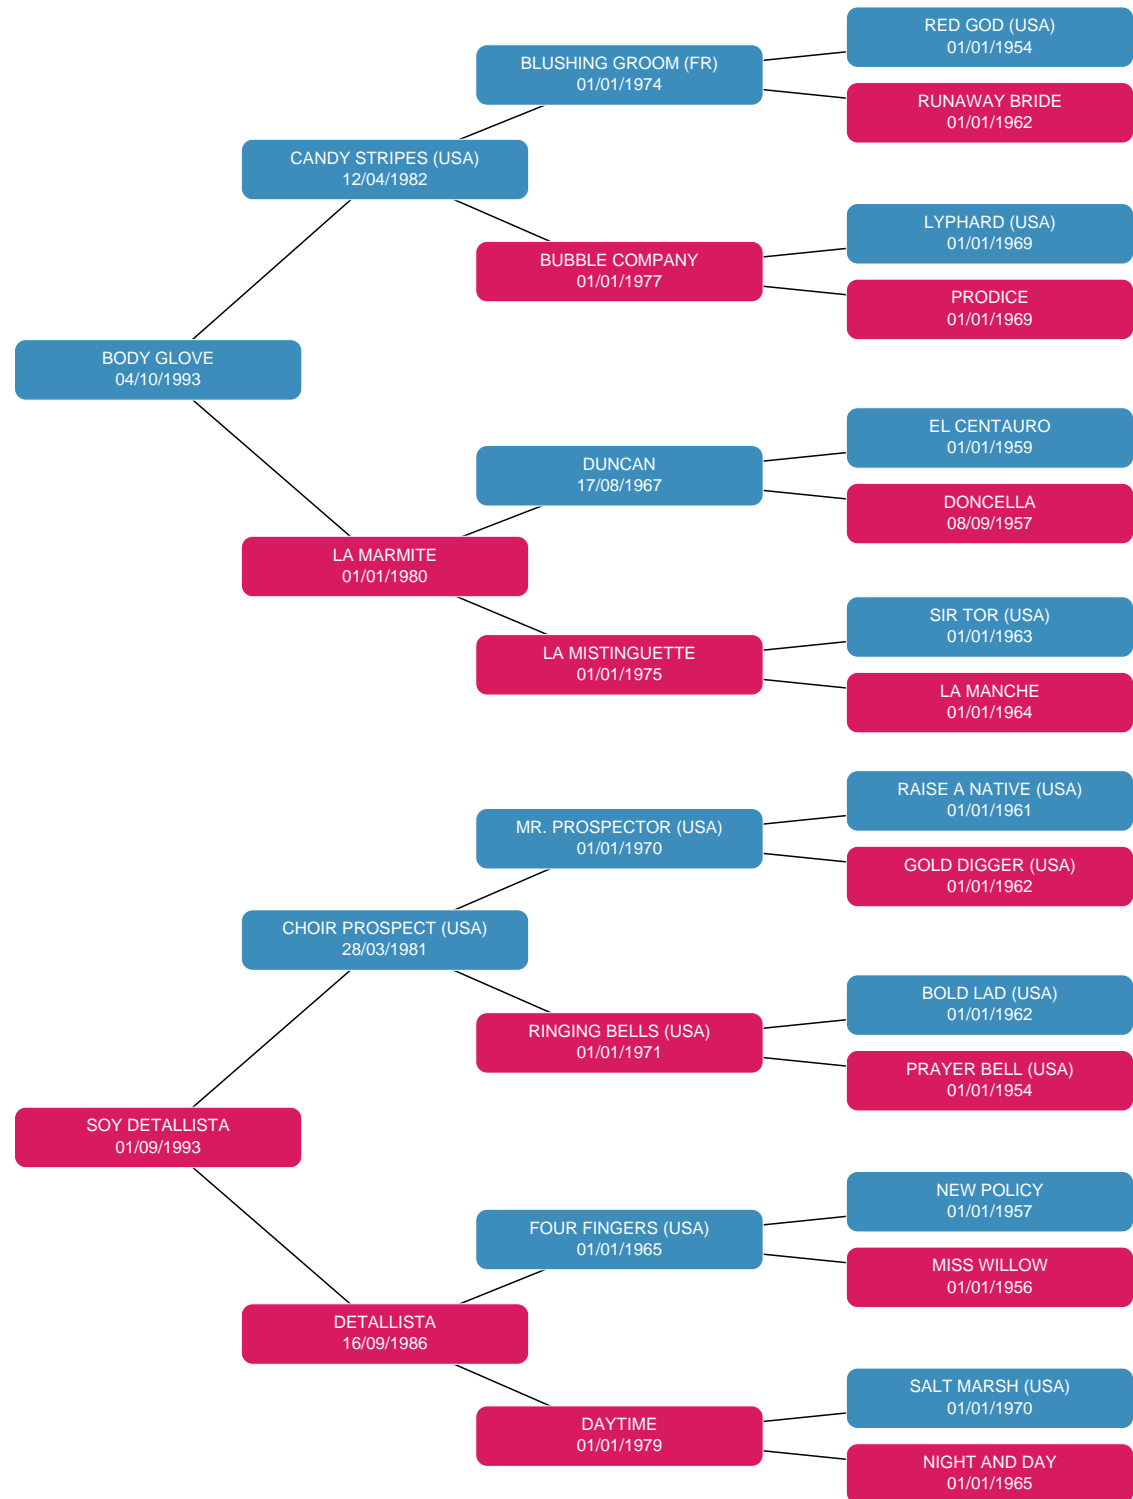 RED GOD (USA)
01/01/1954
BLUSHING GROOM (FR)
01/01/1974
RUNAWAY BRIDE
01/01/1962
CANDY STRIPES (USA)
12/04/1982
LYPHARD (USA)
01/01/1969
BUBBLE COMPANY
01/01/1977
PRODICE
01/01/1969
BODY GLOVE
04/10/1993
EL CENTAURO
01/01/1959
DUNCAN
17/08/1967
DONCELLA
08/09/1957
LA MARMITE
01/01/1980
SIR TOR (USA)
01/01/1963
LA MISTINGUETTE
01/01/1975
LA MANCHE
01/01/1964
RAISE A NATIVE (USA)
01/01/1961
MR. PROSPECTOR (USA)
01/01/1970
GOLD DIGGER (USA)
01/01/1962
CHOIR PROSPECT (USA)
28/03/1981
BOLD LAD (USA)
01/01/1962
RINGING BELLS (USA)
01/01/1971
PRAYER BELL (USA)
01/01/1954
SOY DETALLISTA
01/09/1993
NEW POLICY
01/01/1957
FOUR FINGERS (USA)
01/01/1965
MISS WILLOW
01/01/1956
DETALLISTA
16/09/1986
SALT MARSH (USA)
01/01/1970
DAYTIME
01/01/1979
NIGHT AND DAY
01/01/1965